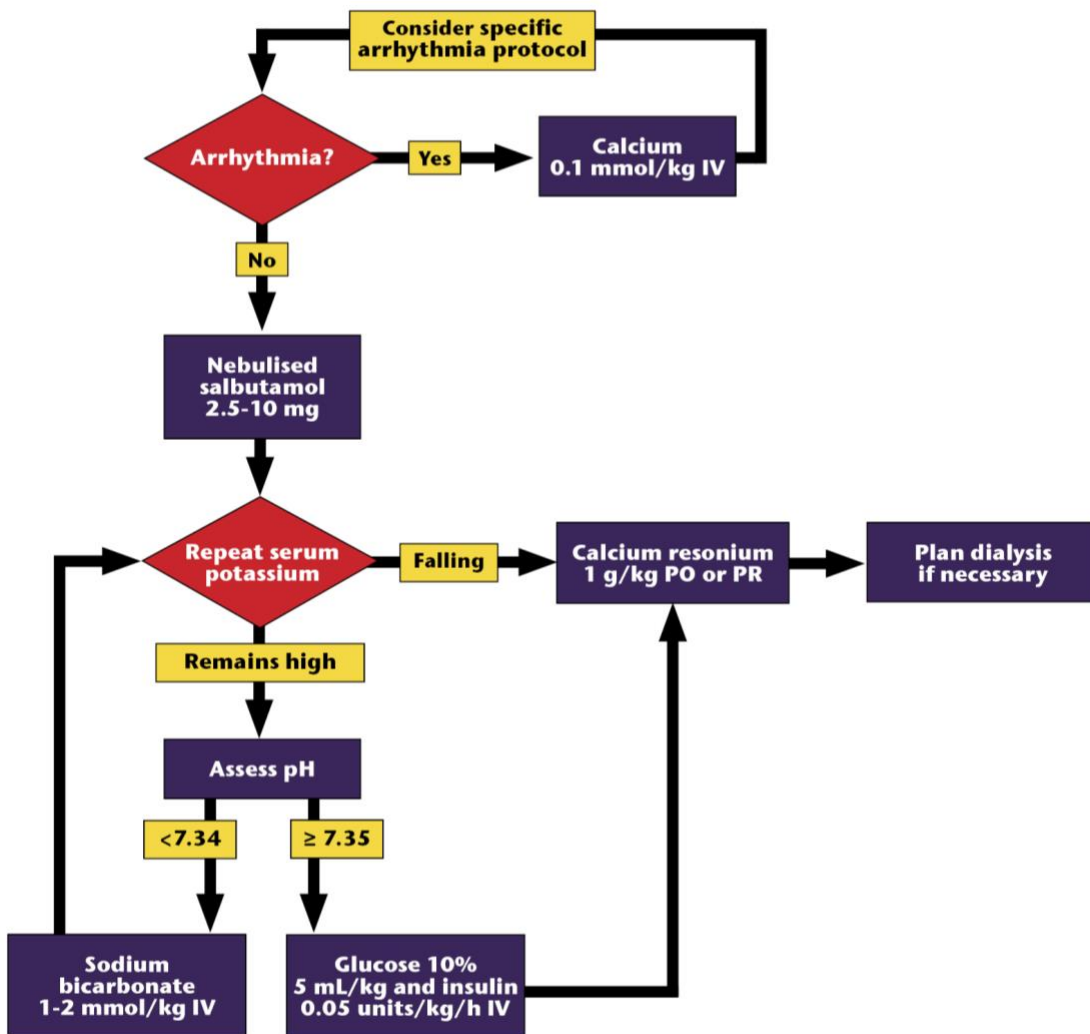 Consider specific
arrhythmia protocol
Arrhythmia?
Yes
Calcium
0.1 mmol/kg IV
No
Nebulised
salbutamol
2.5-10 mg
Repeat serum
potassium
Falling
Calcium resonium
1 g/kg PO or PR
Plan dialysis
if necessary
Remains high
Assess pH
<7.34
≥ 7.35
Sodium
bicarbonate
1-2 mmol/kg IV
Glucose 10%
5 mL/kg and insulin
0.05 units/kg/h IV